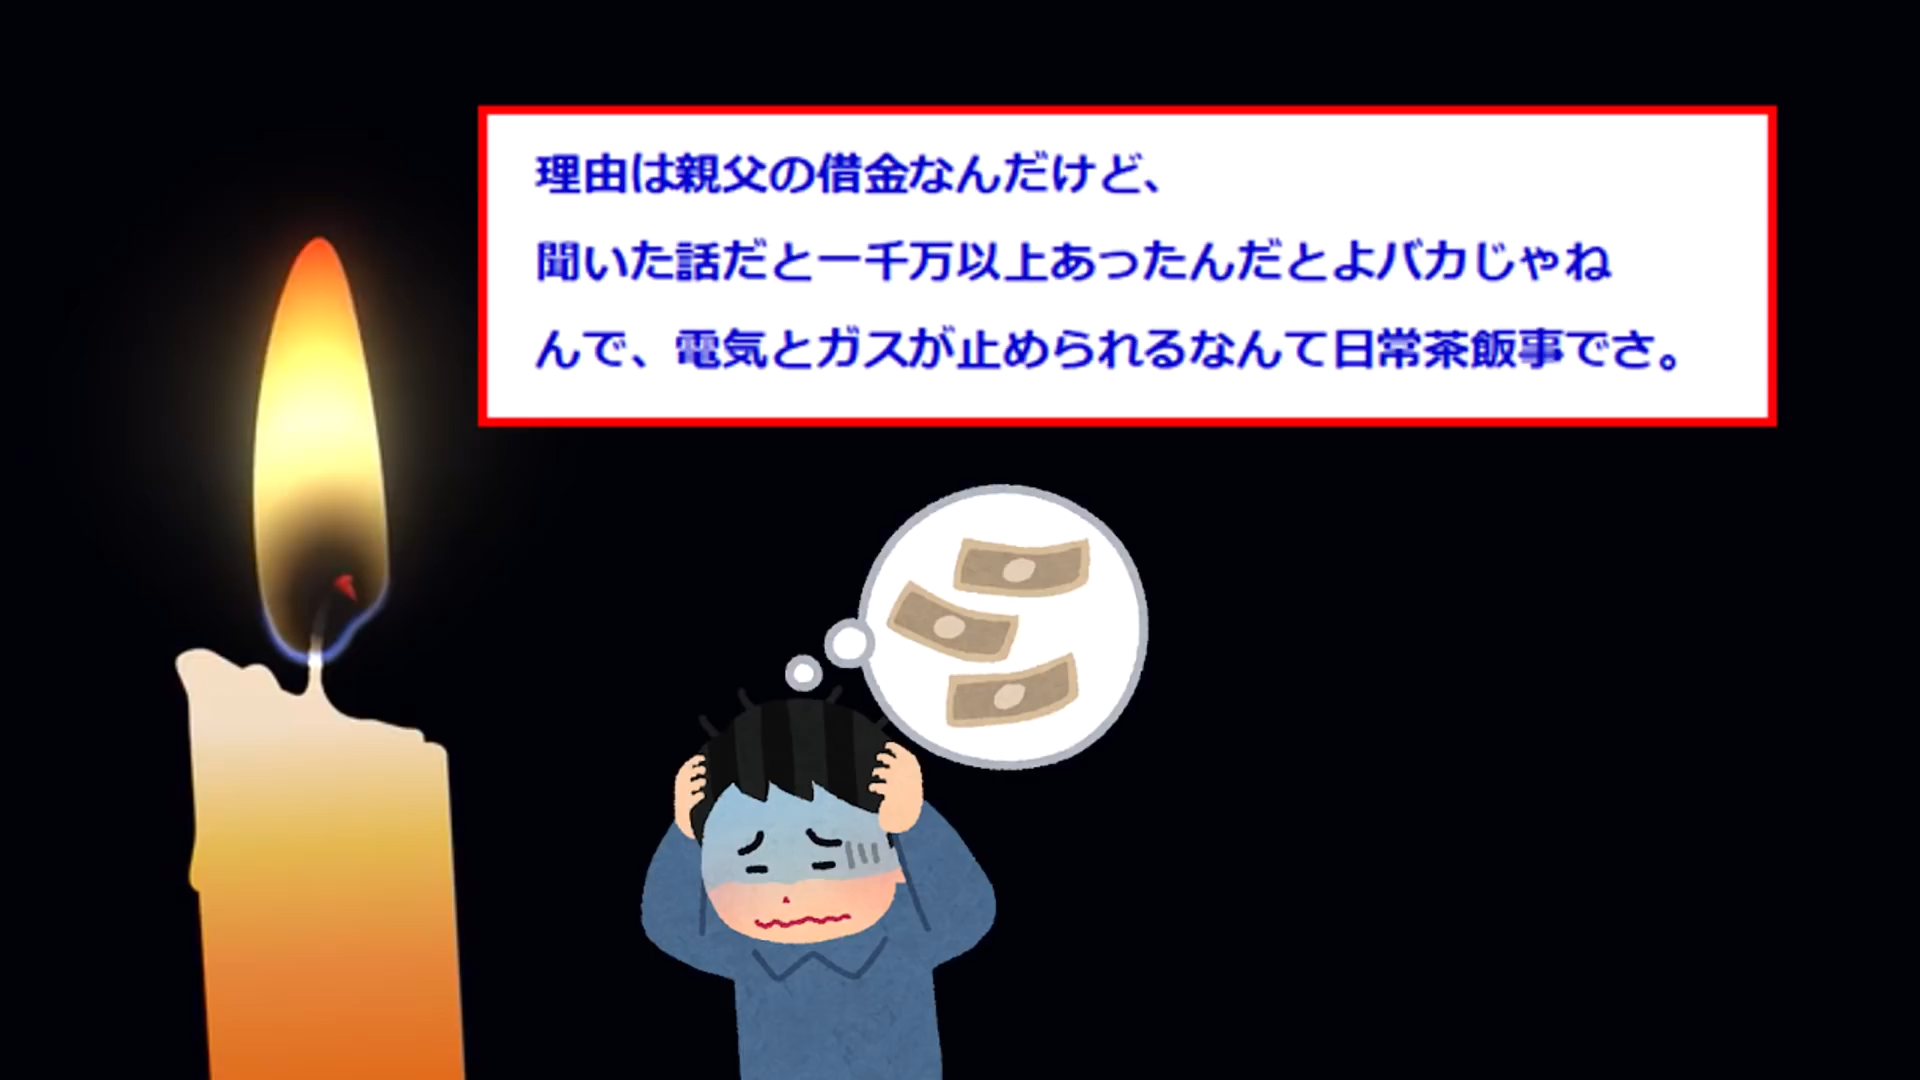 理由は親父の借金なんだけど、
聞いた話だと一千万以上あったんだとよバカじゃね
んで、電気とガスが止められるなんて日常茶飯事でさ。